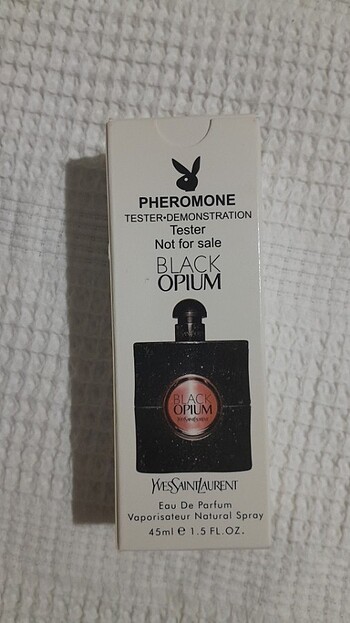 PHEROMONE
TESTER•DEMONSTRATION
Tester
Not for sale
BLACK
OPIUM
BLACK
OPIUM
YVESSAINTLAURENT
YVESSAINTLAURENT
Eau De Parfum
Vaporisateur Natural Spray
45ml ℮ 1.5 FL.OZ.